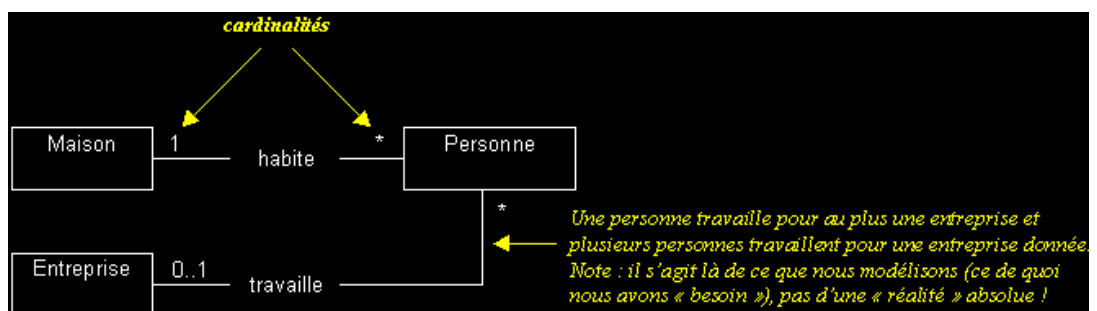 cardinalités
Maison
1
habite
*
Personne
*
Une personne travaille pour au plus une entreprise et
plusieurs personnes travaillent pour une entreprise donnée.
Note : il s'agit là de ce que nous modélisons (ce de quoi
nous avons « besoin »), pas d'une « réalité » absolue !
Entreprise
0..1
travaille